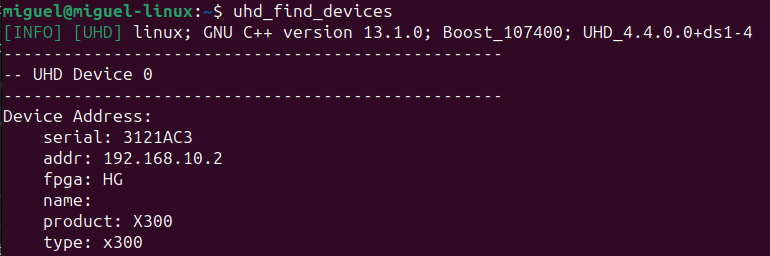 miguel@miguel-linux:~$ uhd_find_devices
[INFO] [UHD] linux; GNU C++ version 13.1.0; Boost_107400; UHD_4.4.0.0+ds1-4
--------------------------------------------------
-- UHD Device 0
--------------------------------------------------
Device Address:
    serial: 3121AC3
    addr: 192.168.10.2
    fpga: HG
    name:
    product: X300
    type: x300